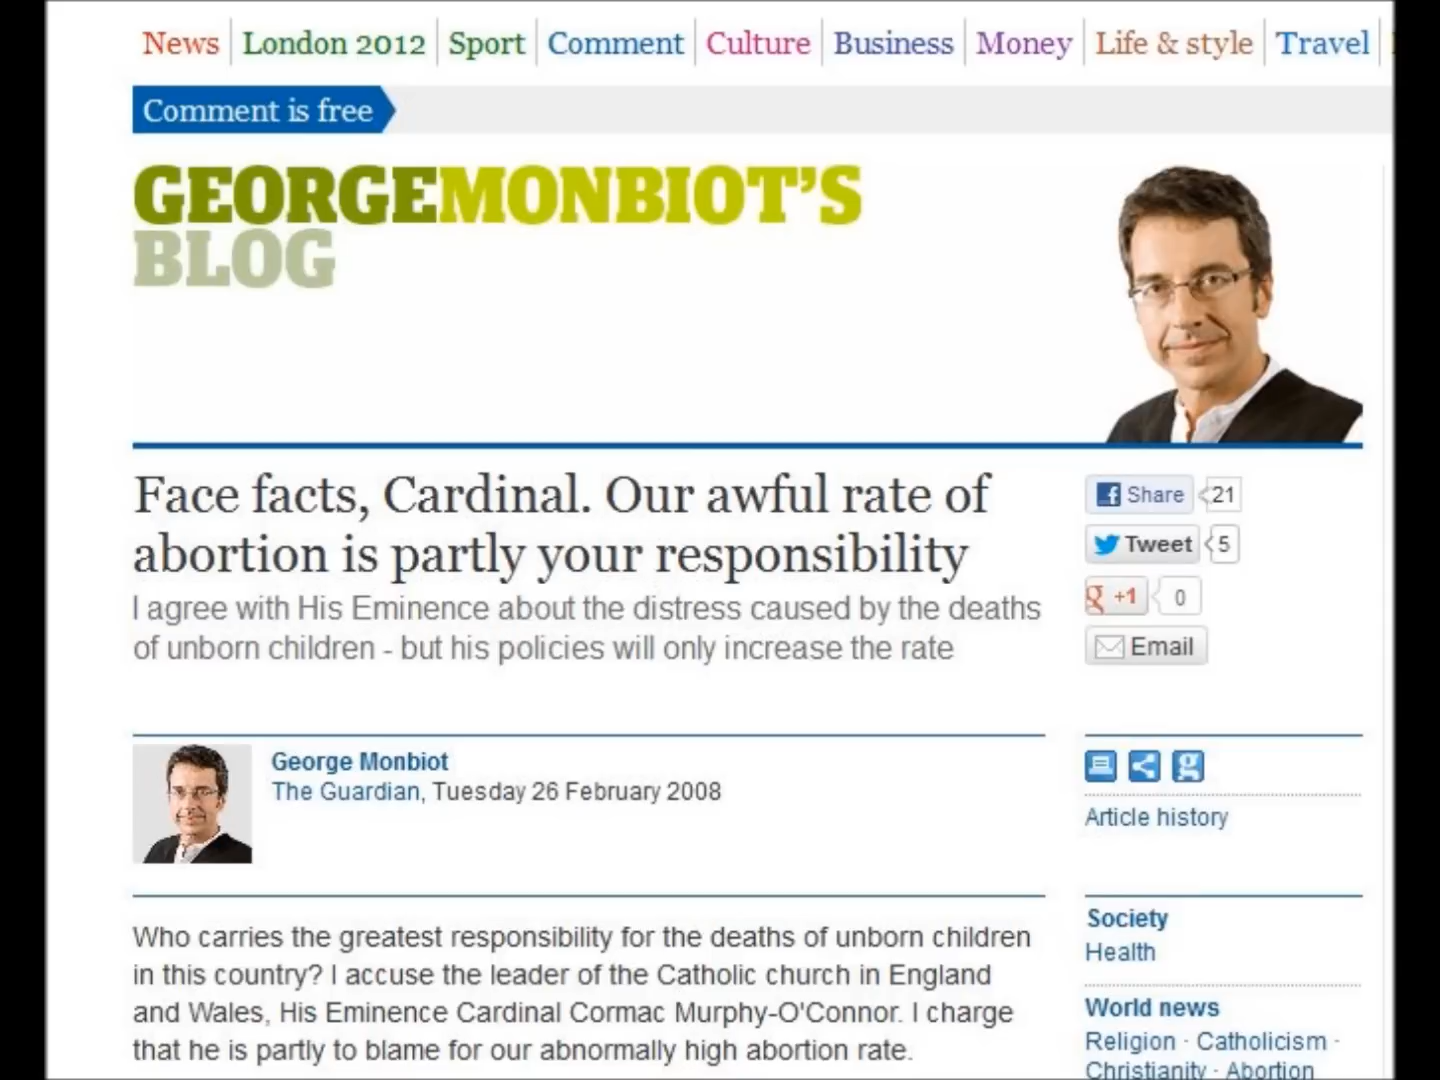 News London 2012 Sport Comment Culture Business Money Life & style Travel
Comment is free
GEORGEMONBIOT'S
BLOG
Face facts, Cardinal. Our awful rate of
abortion is partly your responsibility
I agree with His Eminence about the distress caused by the deaths
of unborn children - but his policies will only increase the rate
Share 21
Tweet 5
+1 0
Email
George Monbiot
The Guardian, Tuesday 26 February 2008
Article history
Who carries the greatest responsibility for the deaths of unborn children
in this country? I accuse the leader of the Catholic church in England
and Wales, His Eminence Cardinal Cormac Murphy-O'Connor. I charge
that he is partly to blame for our abnormally high abortion rate.
Society
Health
World news
Religion · Catholicism ·
Christianity · Abortion